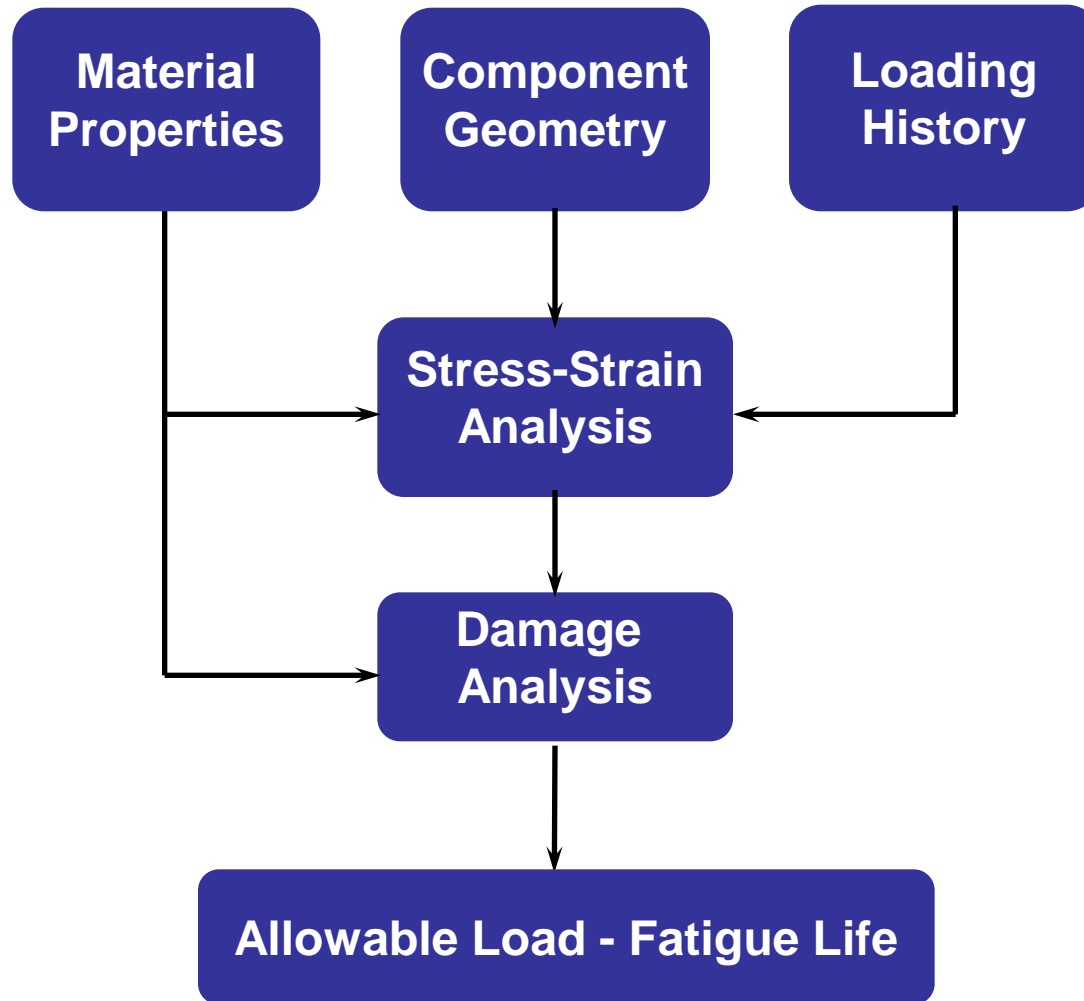 Material
Properties
Component
Geometry
Loading
History
Stress-Strain
Analysis
Damage
Analysis
Allowable Load - Fatigue Life